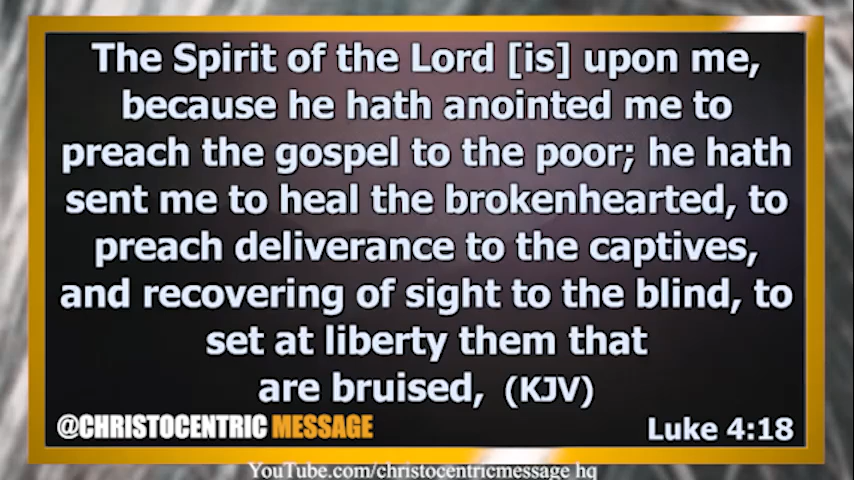 The Spirit of the Lord [is] upon me,
because he hath anointed me to
preach the gospel to the poor; he hath
sent me to heal the brokenhearted, to
preach deliverance to the captives,
and recovering of sight to the blind, to
set at liberty them that
are bruised, (KJV)
@CHRISTOCENTRIC MESSAGE
Luke 4:18
YouTube.com/christocentricmessage hq